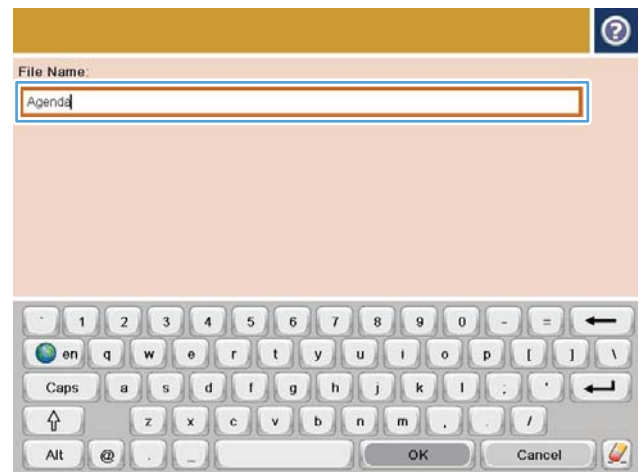 ?
File Name:
Agenda
` 1 2 3 4 5 6 7 8 9 0 - =
en q w e r t y u i o p [ ] \
Caps a s d f g h j k l ; '
z x c v b n m , . /
Alt @ . _ OK Cancel